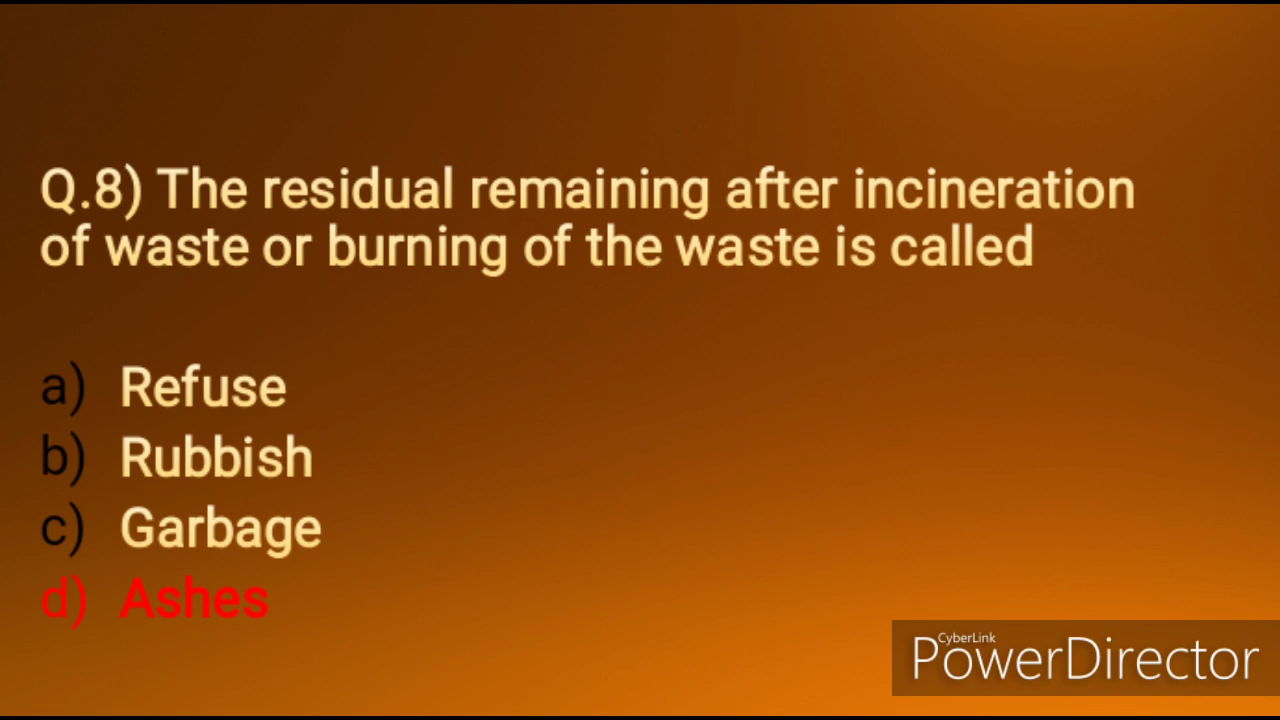 Q.8) The residual remaining after incineration
of waste or burning of the waste is called
a) Refuse
b) Rubbish
c) Garbage
d) Ashes
CyberLink
PowerDirector